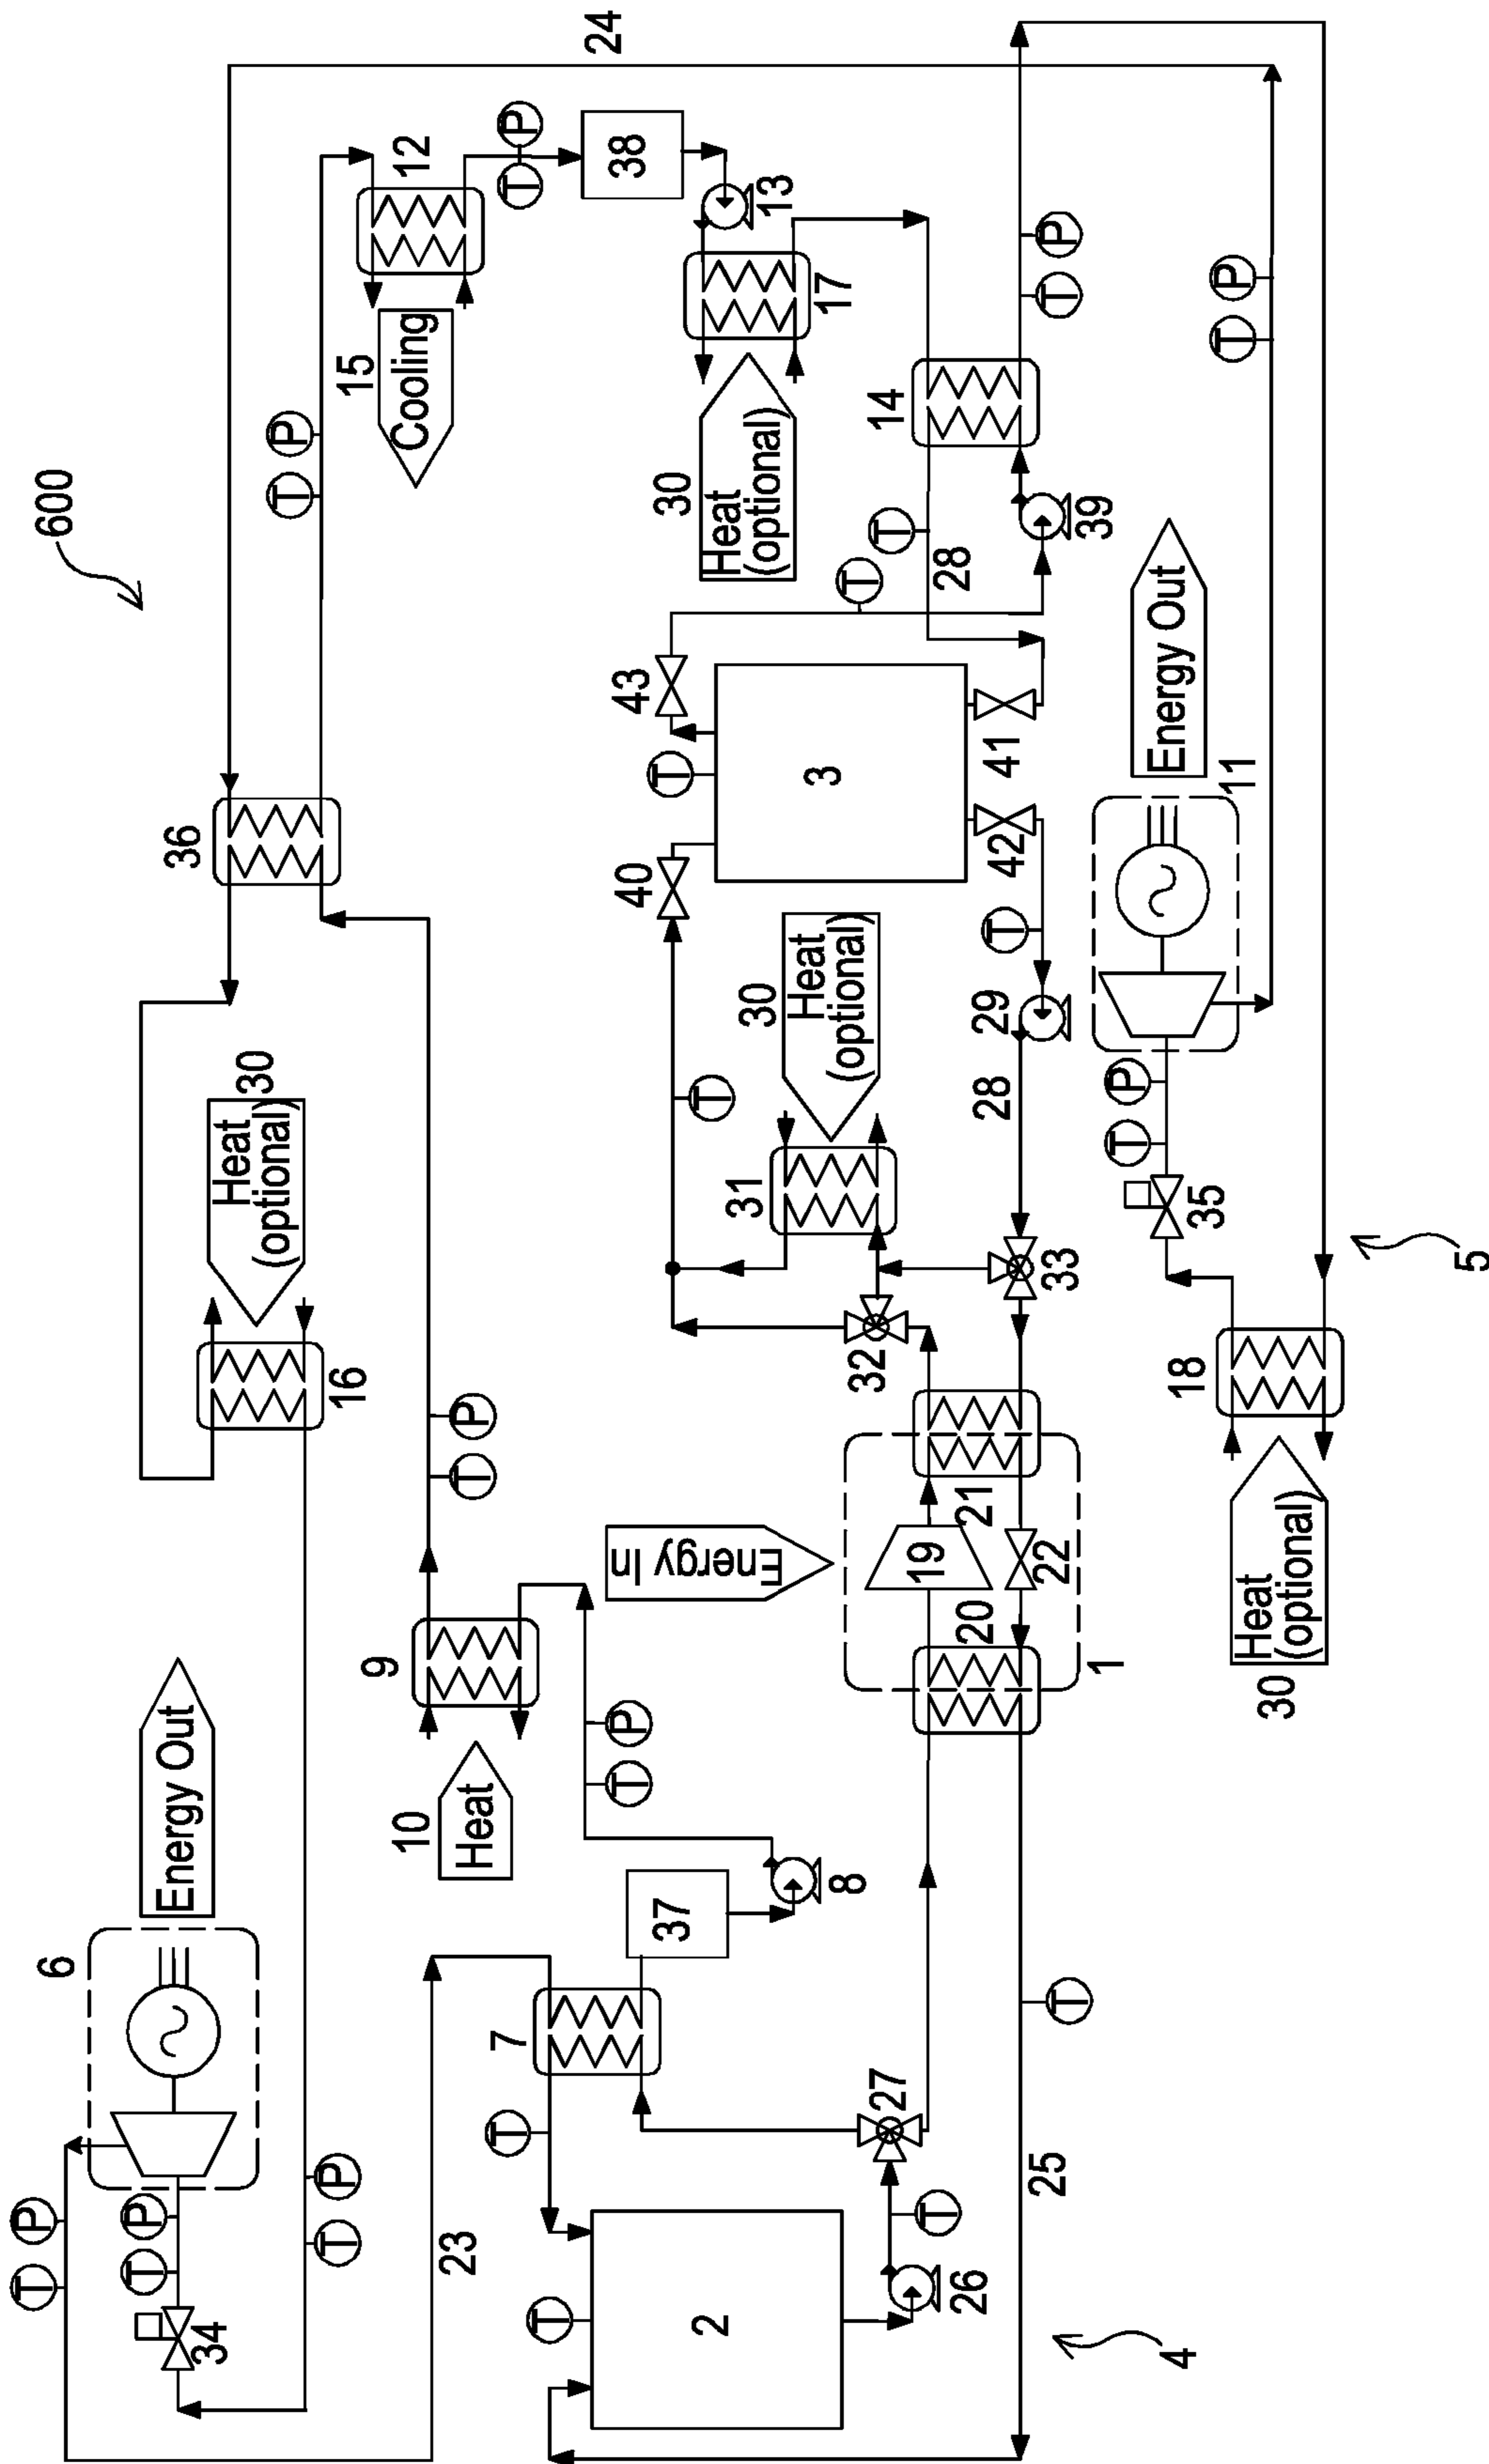 T
P
6
600
T
P
Energy Out
36
34
Heat
(optional)
30
T
P
T
P
16
15
9
10
Cooling
12
23
T
P
Heat
7
T
T
P
T
24
T
P
40
43
38
Energy In
37
T
30
2
T
Heat
(optional)
31
30
13
Heat
(optional)
3
17
8
32
T
27
T
14
19
T
28
26
20
21
28
29
T
42
41
25
22
33
T
P
T
39
1
T
P
Energy Out
4
18
35
T
P
11
30
Heat
(optional)
5